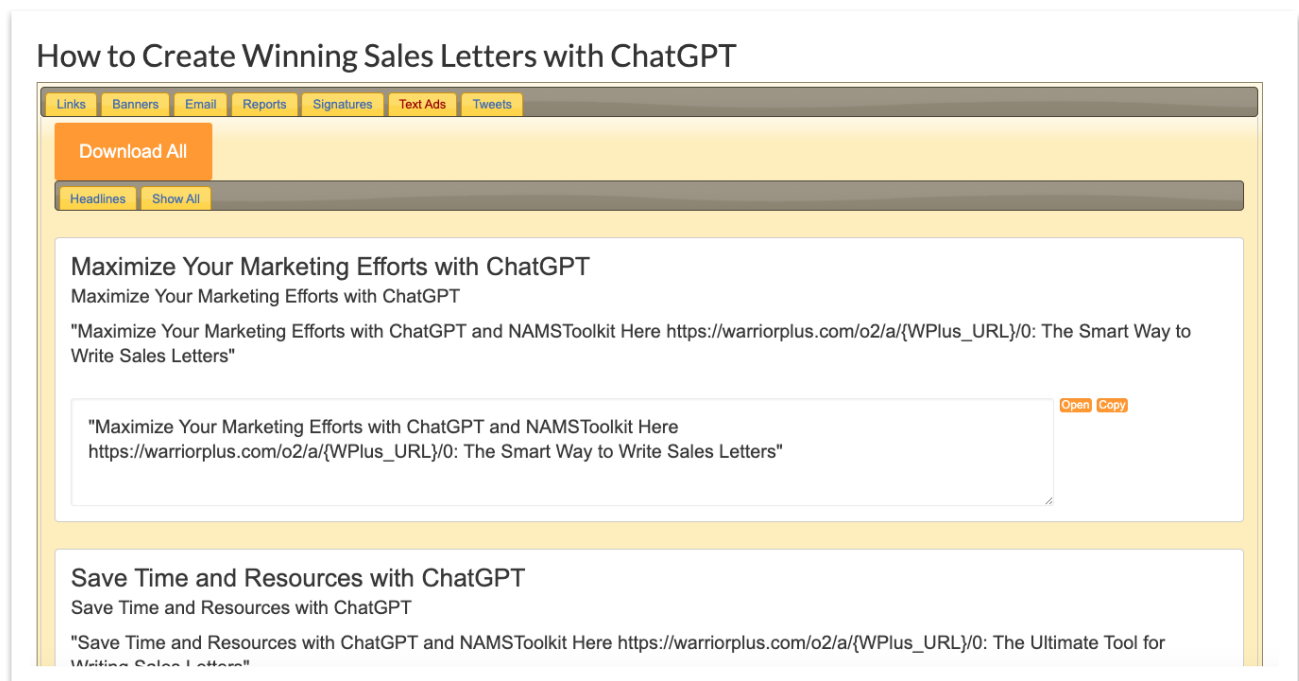 How to Create Winning Sales Letters with ChatGPT
Links Banners Email Reports Signatures Text Ads Tweets
Download All
Headlines Show All
Maximize Your Marketing Efforts with ChatGPT
Maximize Your Marketing Efforts with ChatGPT
"Maximize Your Marketing Efforts with ChatGPT and NAMSToolkit Here https://warriorplus.com/o2/a/{WPlus_URL}/0: The Smart Way to
Write Sales Letters"
Open Copy
"Maximize Your Marketing Efforts with ChatGPT and NAMSToolkit Here
https://warriorplus.com/o2/a/{WPlus_URL}/0: The Smart Way to Write Sales Letters"
Save Time and Resources with ChatGPT
Save Time and Resources with ChatGPT
"Save Time and Resources with ChatGPT and NAMSToolkit Here https://warriorplus.com/o2/a/{WPlus_URL}/0: The Ultimate Tool for
Writing Sales Letters"